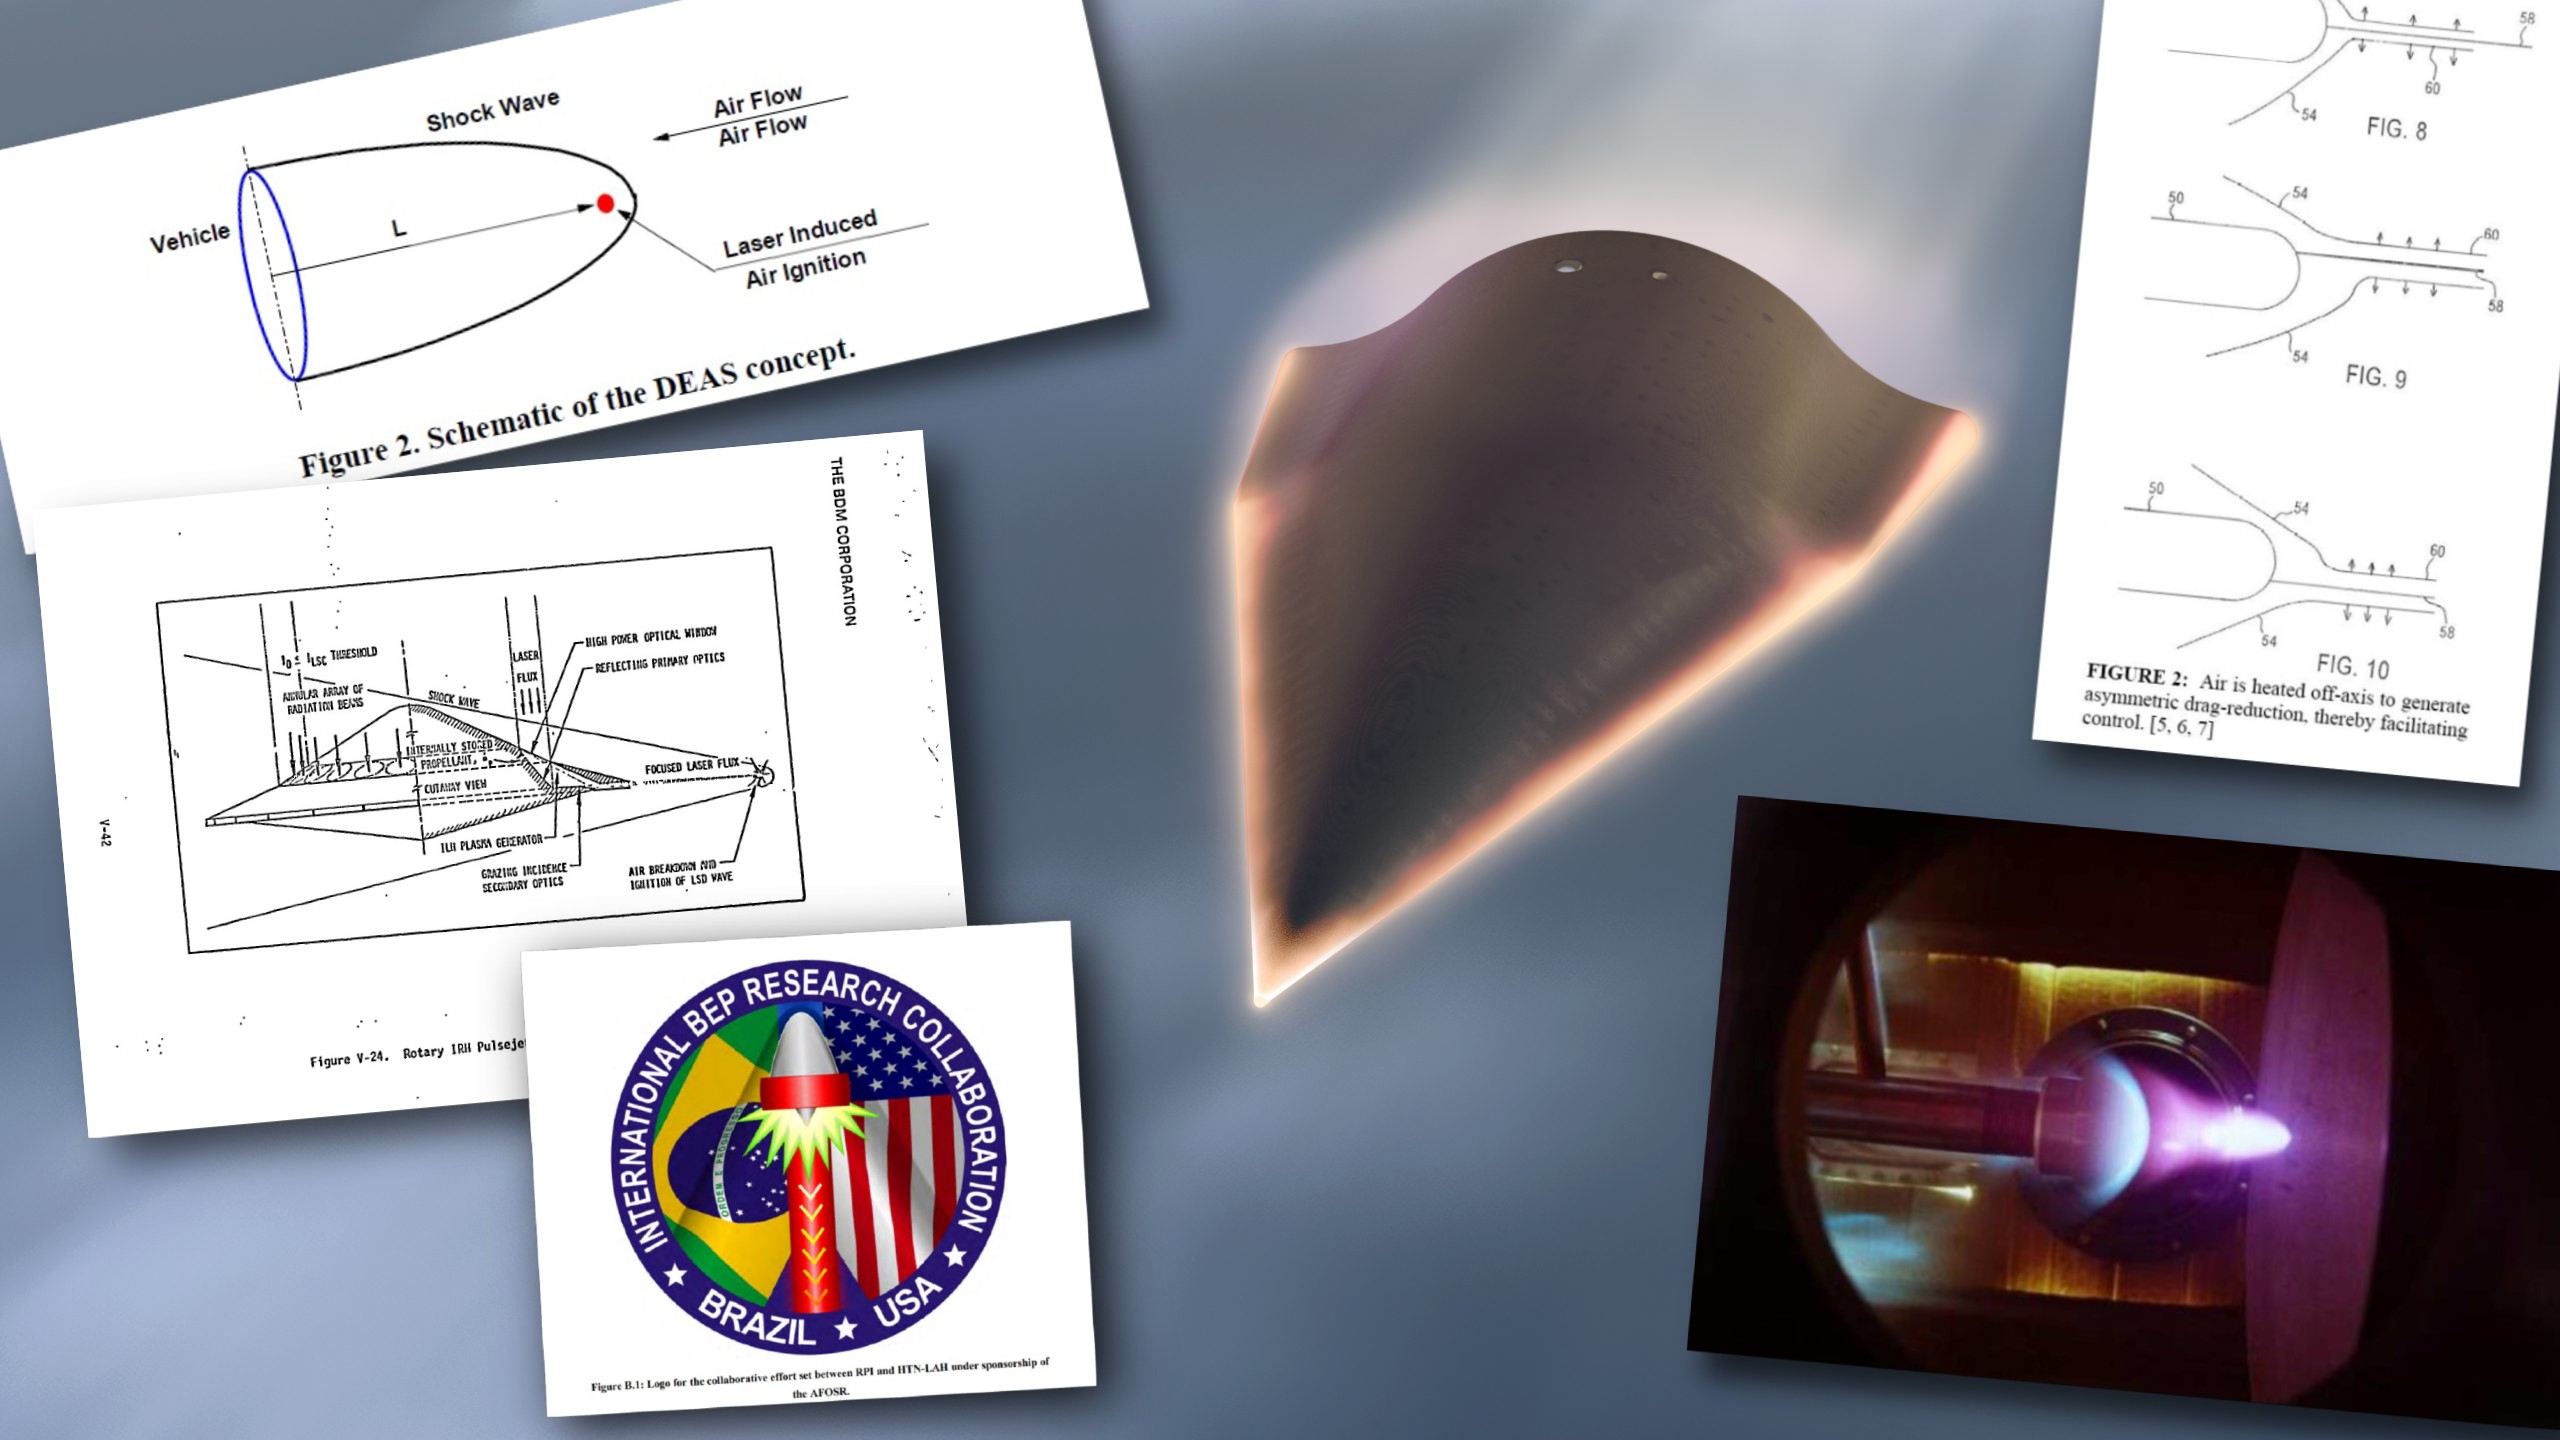 Shock Wave
Air Flow
Air Flow
Vehicle
L
Laser Induced
Air Ignition
Figure 2. Schematic of the DEAS concept.
THE BDM CORPORATION
THRESHOLD
ANNULAR ARRAY OF
RADIATION BEAMS
SHOCK WAVE
LASER
FLUX
HIGH POWER OPTICAL WINDOW
REFLECTING PRIMARY OPTICS
INTERNALLY STORED
PROPELLANT
CUTAWAY VIEW
FOCUSED LASER FLUX
PLASMA GENERATOR
GRAZING INCIDENCE
SECONDARY OPTICS
AIR BREAKDOWN AND
IGNITION OF LSD WAVE
V-42
Figure V-24. Rotary IRH Pulseje
INTERNATIONAL BEP RESEARCH COLLABORATION
ORDEM E PROGRESSO
BRAZIL ★ USA
Figure B.1: Logo for the collaborative effort set between RPI and HTN-LAH under sponsorship of
the AFOSR.
58
60
54
FIG. 8
50
54
60
58
54
FIG. 9
50
54
60
58
54
FIG. 10
FIGURE 2: Air is heated off-axis to generate
asymmetric drag-reduction, thereby facilitating
control. [5, 6, 7]